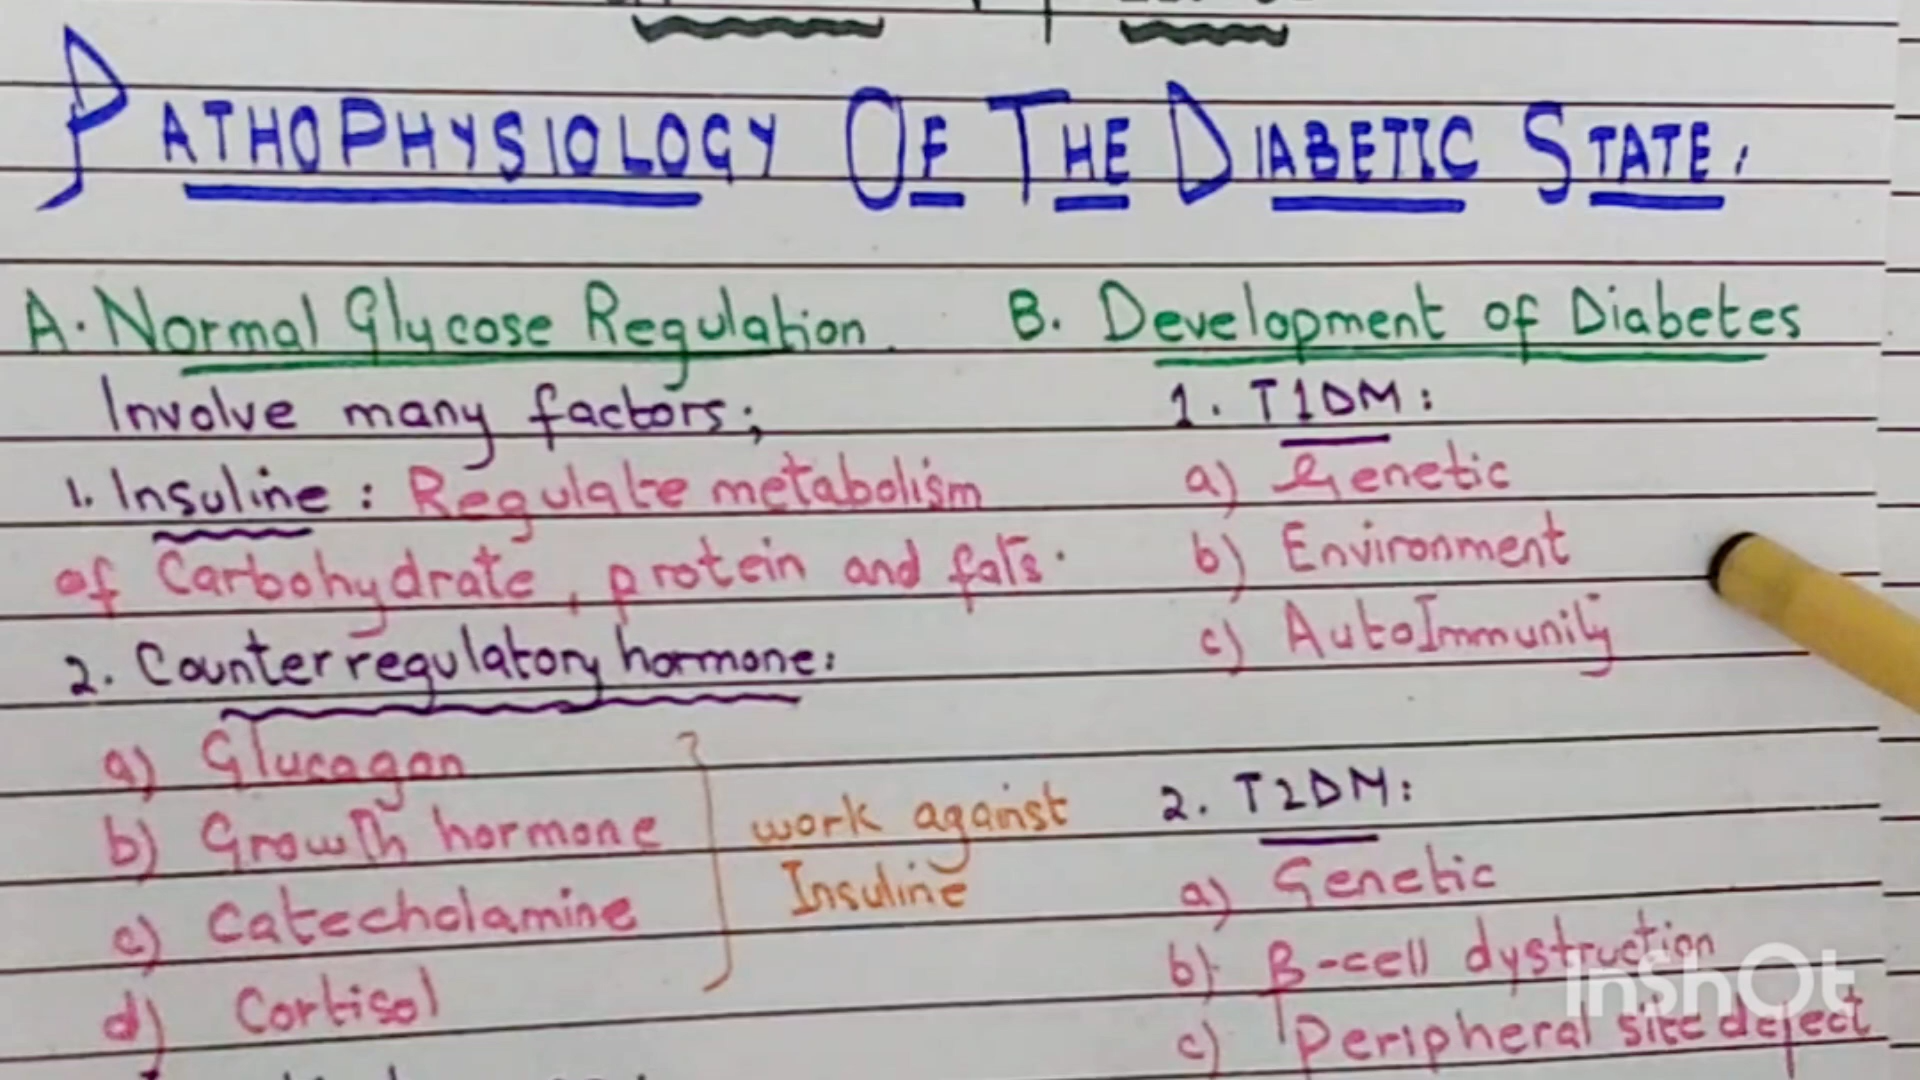 PATHOPHYSIOLOGY OF THE DIABETIC STATE.
A. Normal Glycose Regulation.
Involve many factors;
1. Insuline : Regulate metabolism
of Carbohydrate, protein and fats.
2. Counter regulatory hormone:
a) Glucagon
b) Growth hormone
c) Catecholamine
d) Cortisol
work against
Insuline
B. Development of Diabetes
1. T1DM:
a) Genetic
b) Environment
c) AutoImmunity
2. T2DM:
a) Genetic
b) B-cell dystruction
c) Peripheral site defect
InShOt